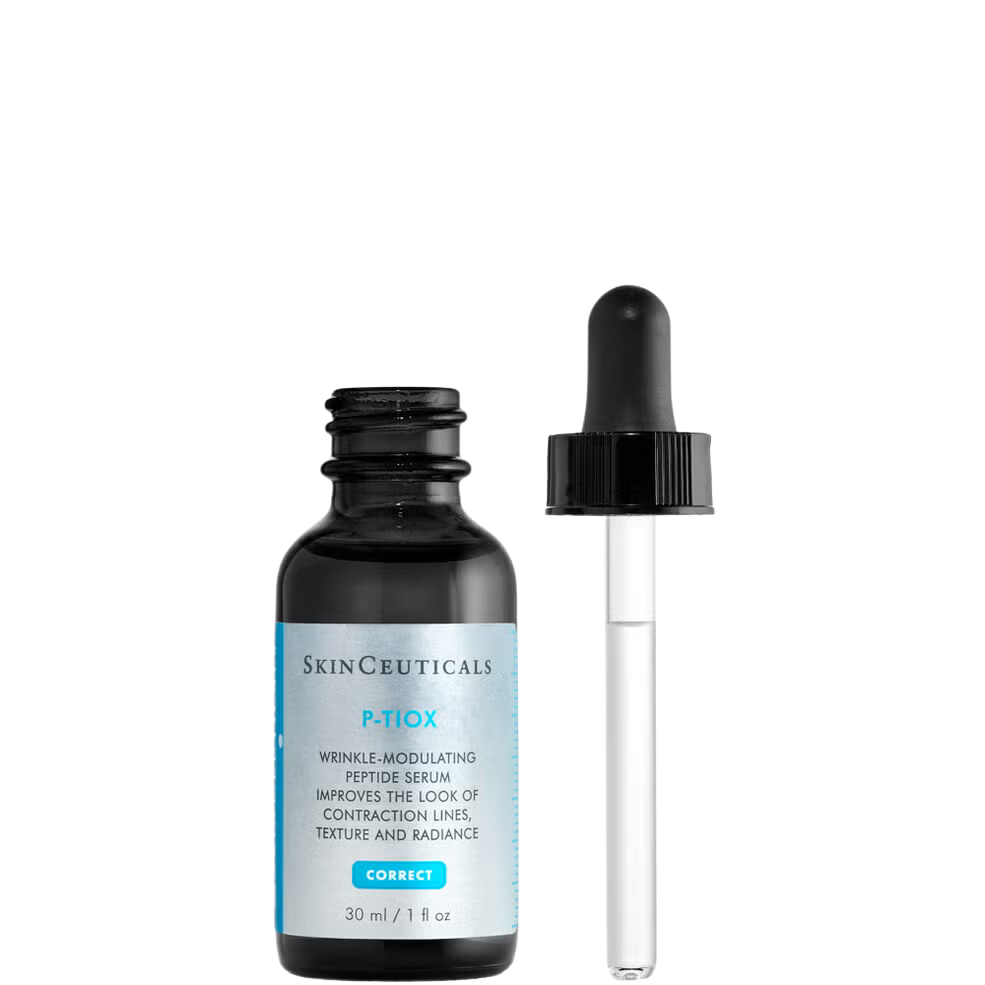 SKINCEUTICALS
P-TIOX
WRINKLE-MODULATING
PEPTIDE SERUM
IMPROVES THE LOOK OF
CONTRACTION LINES,
TEXTURE AND RADIANCE
CORRECT
30 ml / 1 fl oz